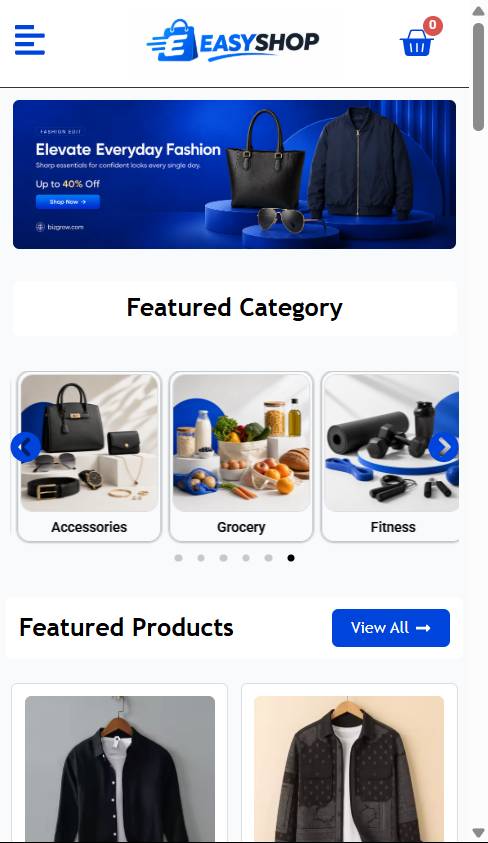 EASYSHOP
0
FASHION EDIT
Elevate Everyday Fashion
Sharp essentials for confident looks every single day.
Up to 40% Off
Shop Now →
bizgrow.com
Featured Category
Accessories
Grocery
Fitness
Featured Products
View All →